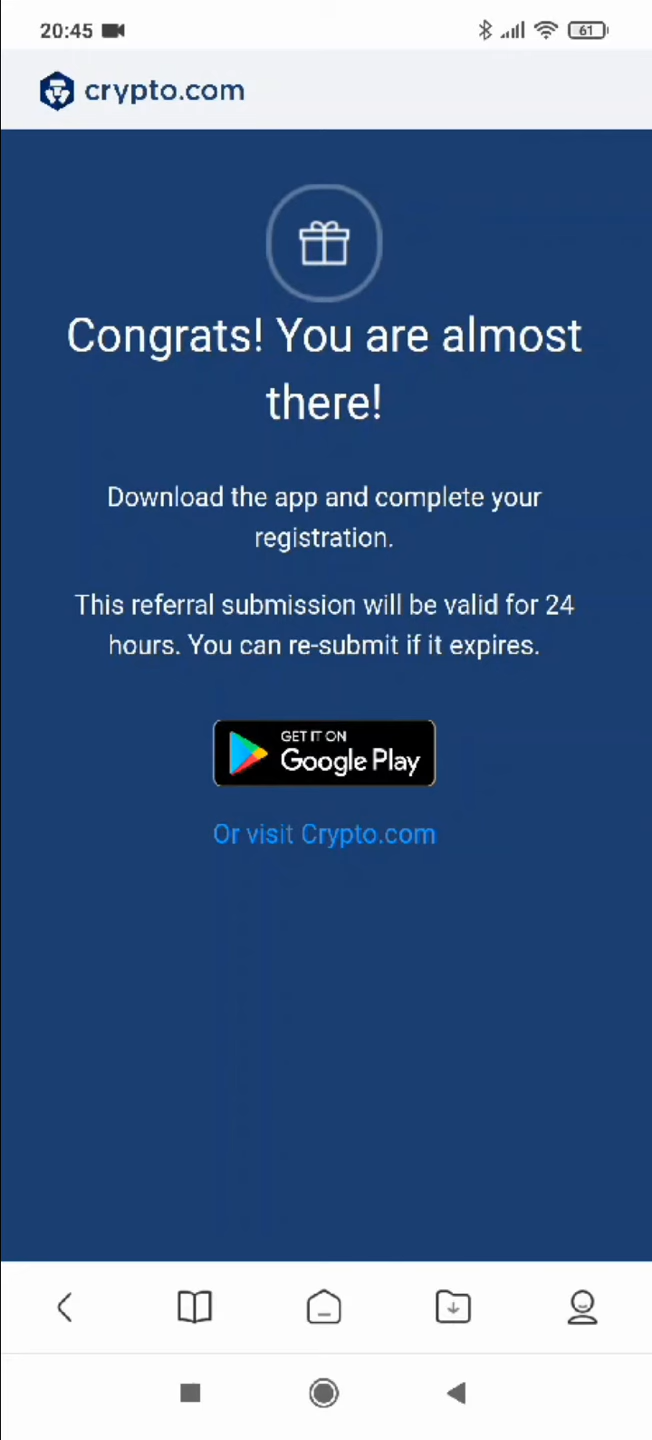 20:45 61
crypto.com
Congrats! You are almost
there!
Download the app and complete your
registration.
This referral submission will be valid for 24
hours. You can re-submit if it expires.
GET IT ON
Google Play
Or visit Crypto.com